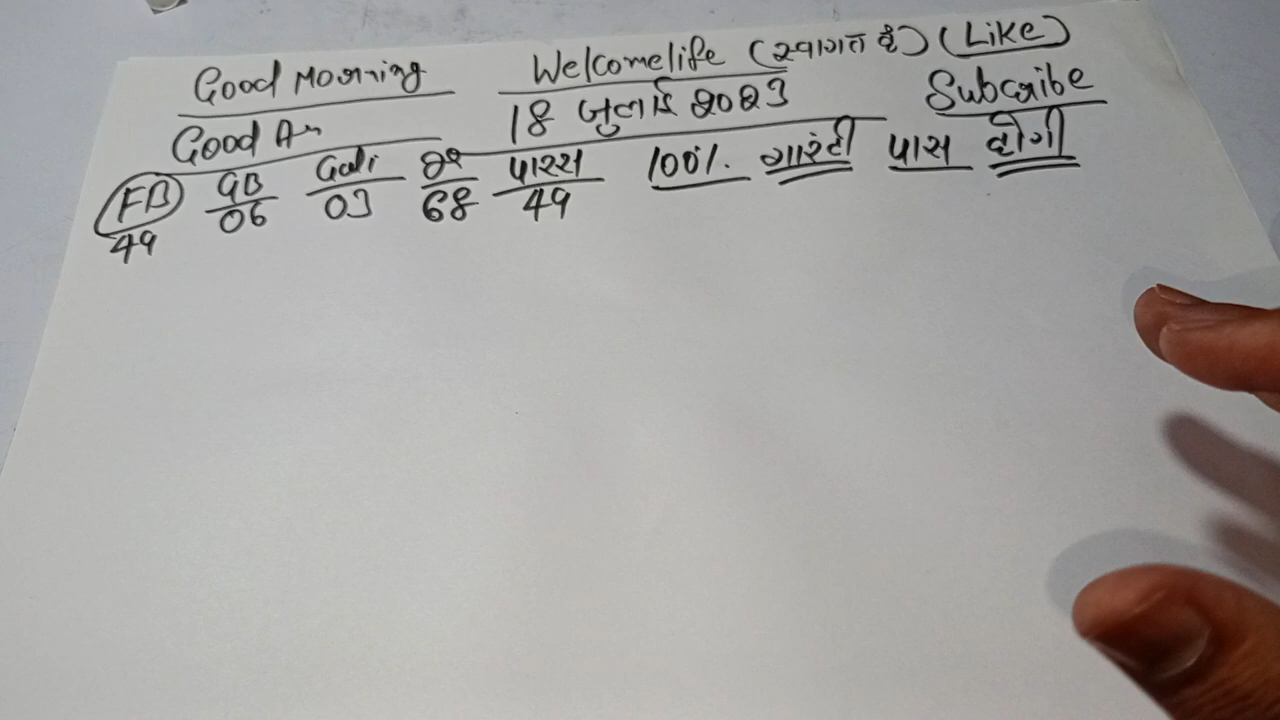 Good Morning Welcomelife (स्वागत है) (Like)
Good An 18 जुलाई 2023 Subscribe
FB GB Gali पारस 100% गारंटी पास होगी
49 06 03 68 49